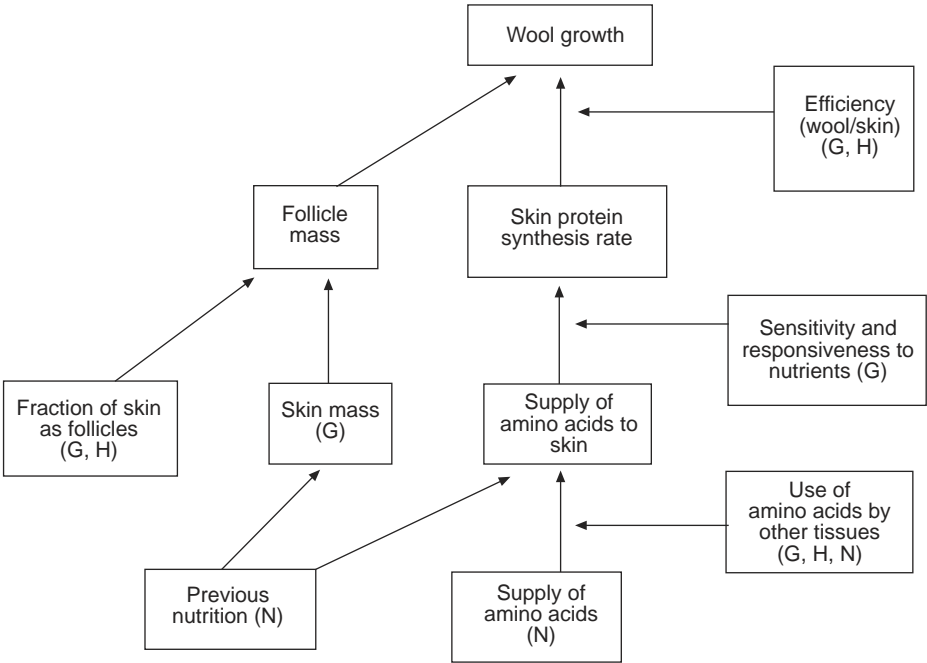 Wool growth
Efficiency
(wool/skin)
(G, H)
Follicle
mass
Skin protein
synthesis rate
Sensitivity and
responsiveness to
nutrients (G)
Fraction of skin
as follicles
(G, H)
Skin mass
(G)
Supply of
amino acids to
skin
Use of
amino acids by
other tissues
(G, H, N)
Previous
nutrition (N)
Supply of
amino acids
(N)